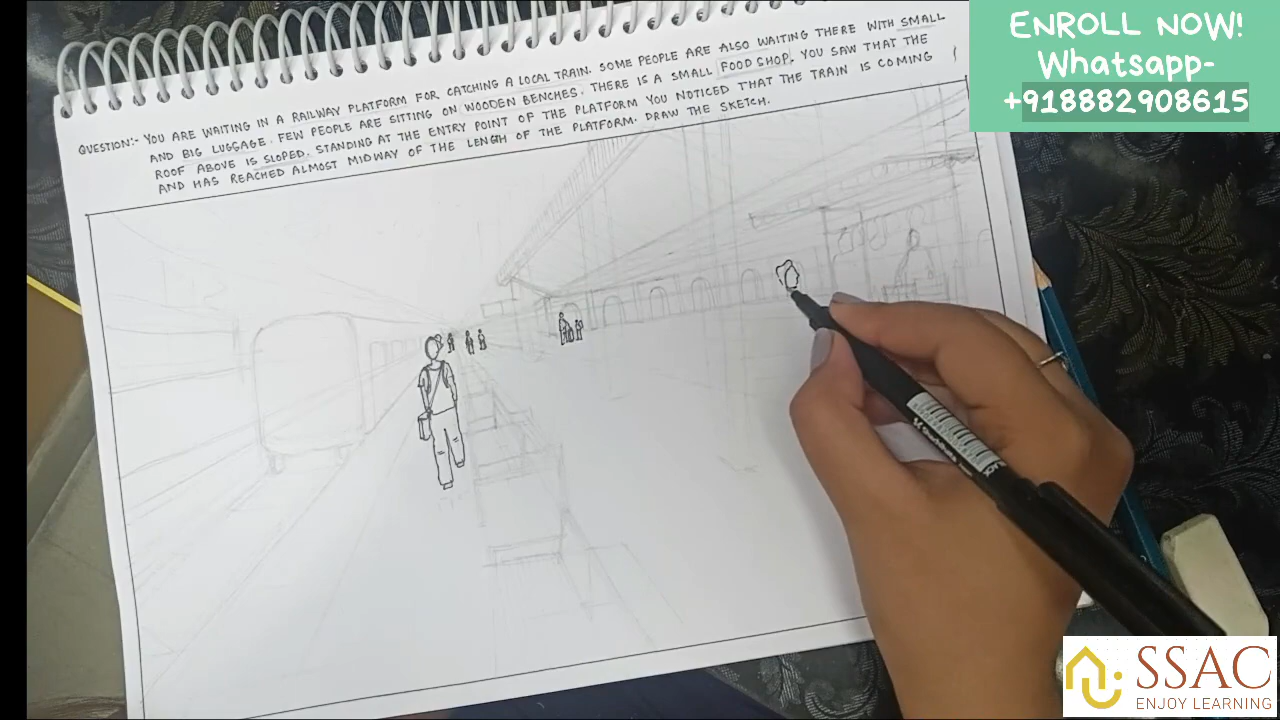 QUESTION:- YOU ARE WAITING IN A RAILWAY PLATFORM FOR CATCHING A LOCAL TRAIN. SOME PEOPLE ARE ALSO WAITING THERE WITH SMALL
AND BIG LUGGAGE. FEW PEOPLE ARE SITTING ON WOODEN BENCHES. THERE IS A SMALL FOOD SHOP. YOU SAW THAT THE
ROOF ABOVE IS SLOPED. STANDING AT THE ENTRY POINT OF THE PLATFORM YOU NOTICED THAT THE TRAIN IS COMING
AND HAS REACHED ALMOST MIDWAY OF THE LENGTH OF THE PLATFORM. DRAW THE SKETCH.
ENROLL NOW!
Whatsapp-
+918882908615
SSAC
ENJOY LEARNING